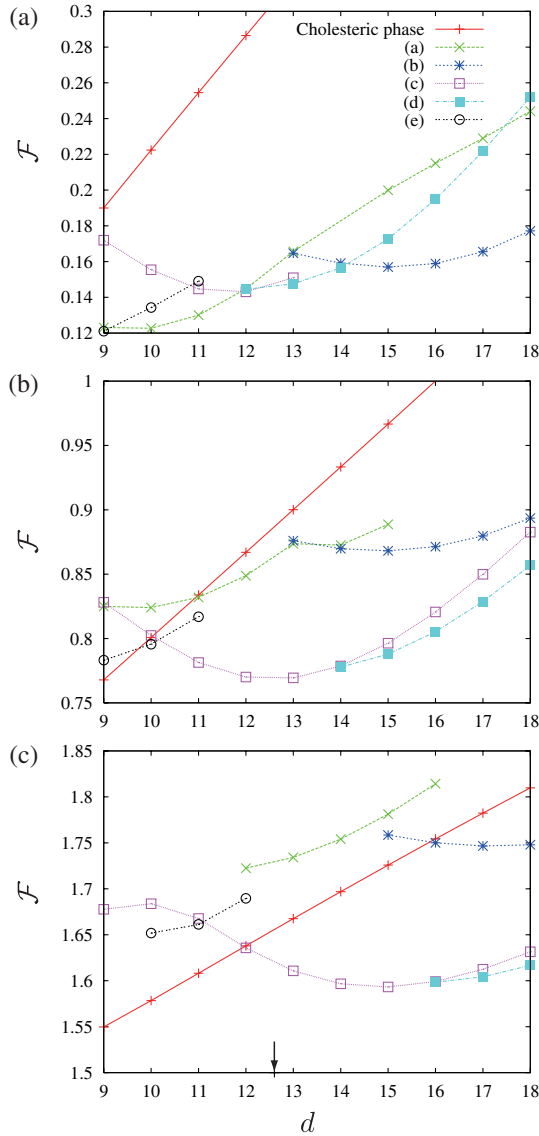 (a)
0.3
0.28
0.26
0.24
0.22
0.2
0.18
0.16
0.14
0.12
ℱ
Cholesteric phase
(a)
(b)
(c)
(d)
(e)
9 10 11 12 13 14 15 16 17 18
(b)
1
0.95
0.9
0.85
0.8
0.75
ℱ
9 10 11 12 13 14 15 16 17 18
(c)
1.85
1.8
1.75
1.7
1.65
1.6
1.55
1.5
ℱ
9 10 11 12 13 14 15 16 17 18
d